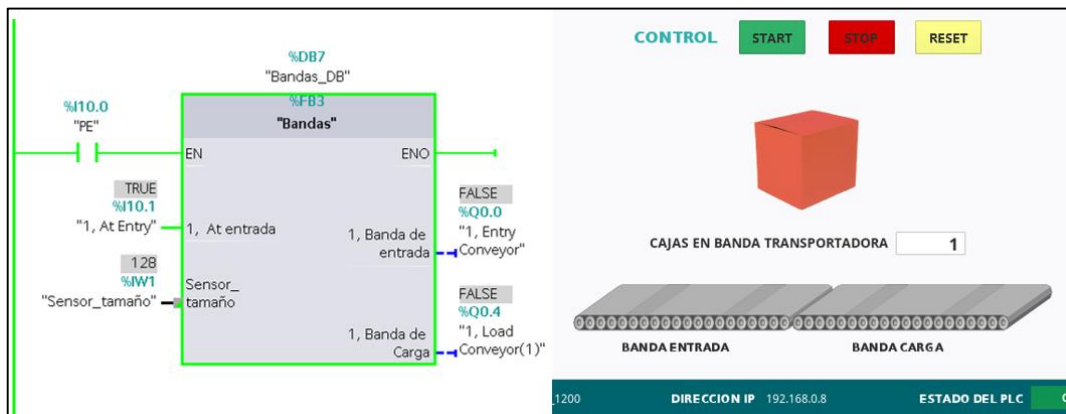 %DB7
"Bandas_DB"
%FB3
"Bandas"
%I10.0
"PE"
EN
ENO
TRUE
%I10.1
"1, At Entry"
1, At entrada
128
%IW1
"Sensor_tamaño"
Sensor_
tamaño
1, Banda de
entrada
FALSE
%Q0.0
"1, Entry
Conveyor"
1, Banda de
Carga
FALSE
%Q0.4
"1, Load
Conveyor(1)"
CONTROL
START
STOP
RESET
CAJAS EN BANDA TRANSPORTADORA
1
BANDA ENTRADA
BANDA CARGA
_1200
DIRECCION IP 192.168.0.8
ESTADO DEL PLC